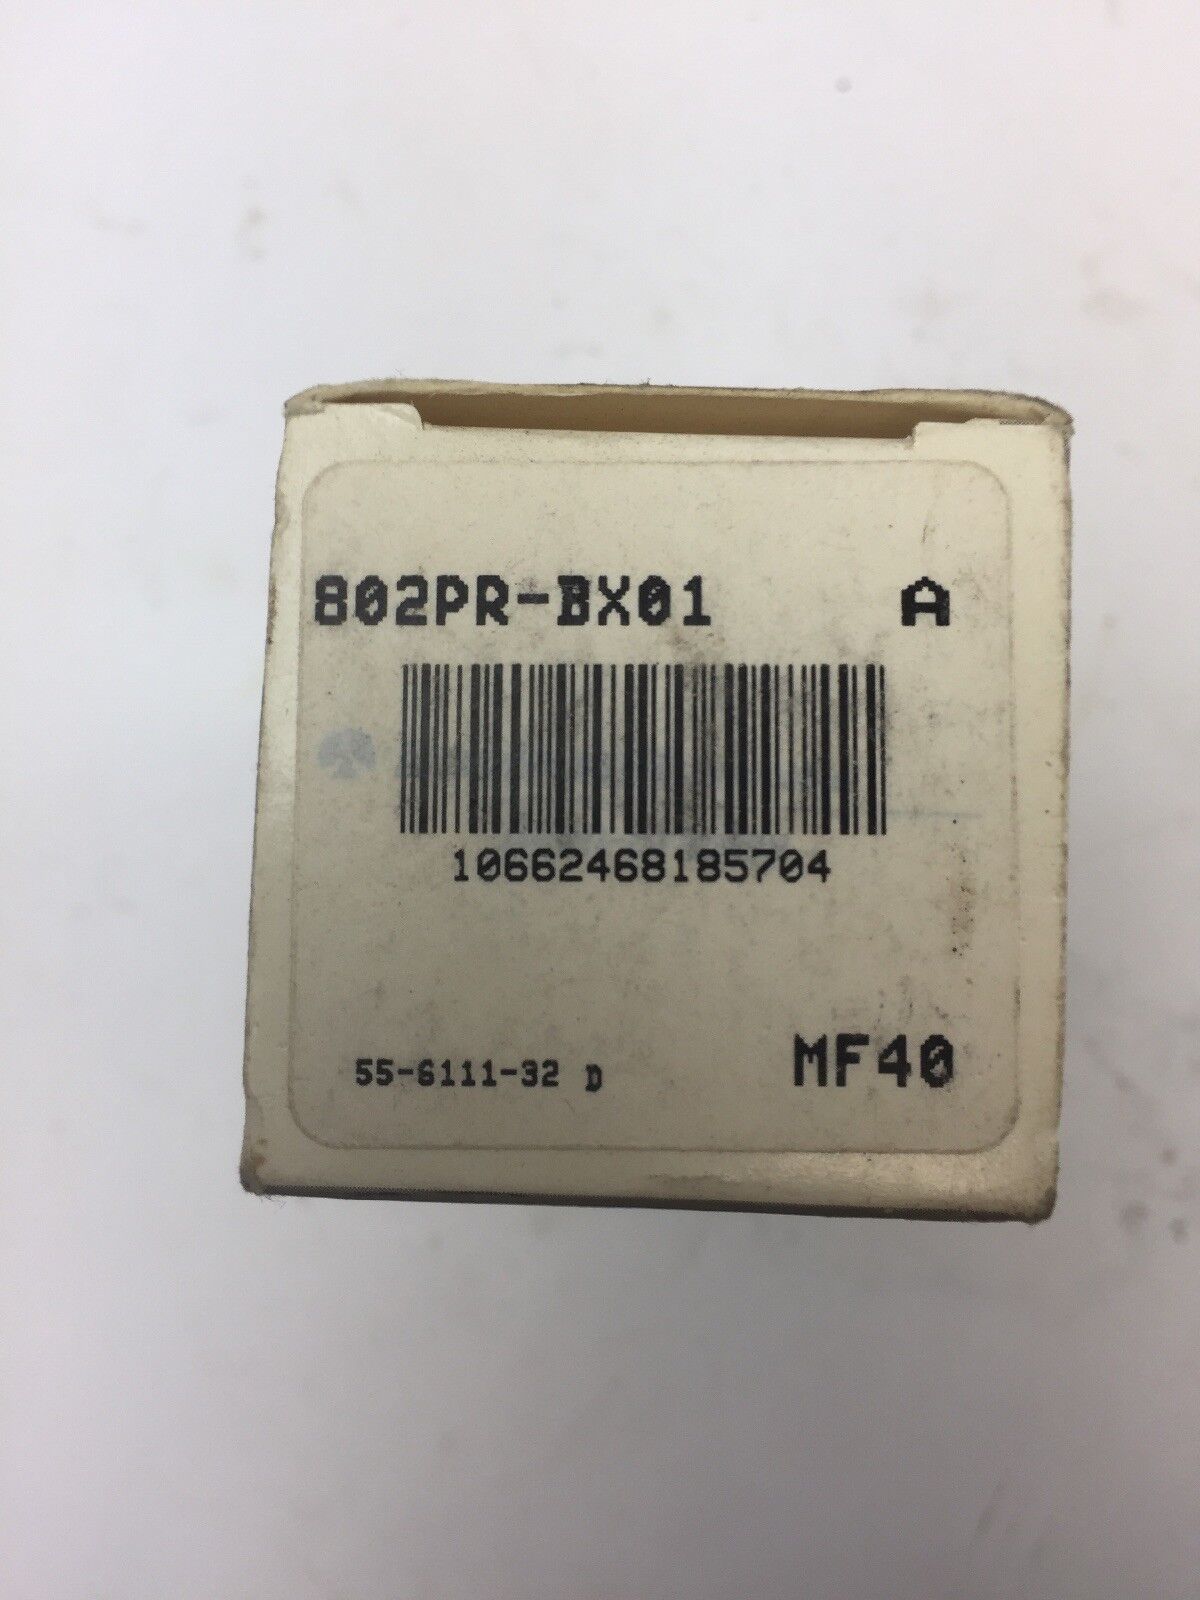 802PR-BX01 A
10662468185704
55-6111-32 D
MF40